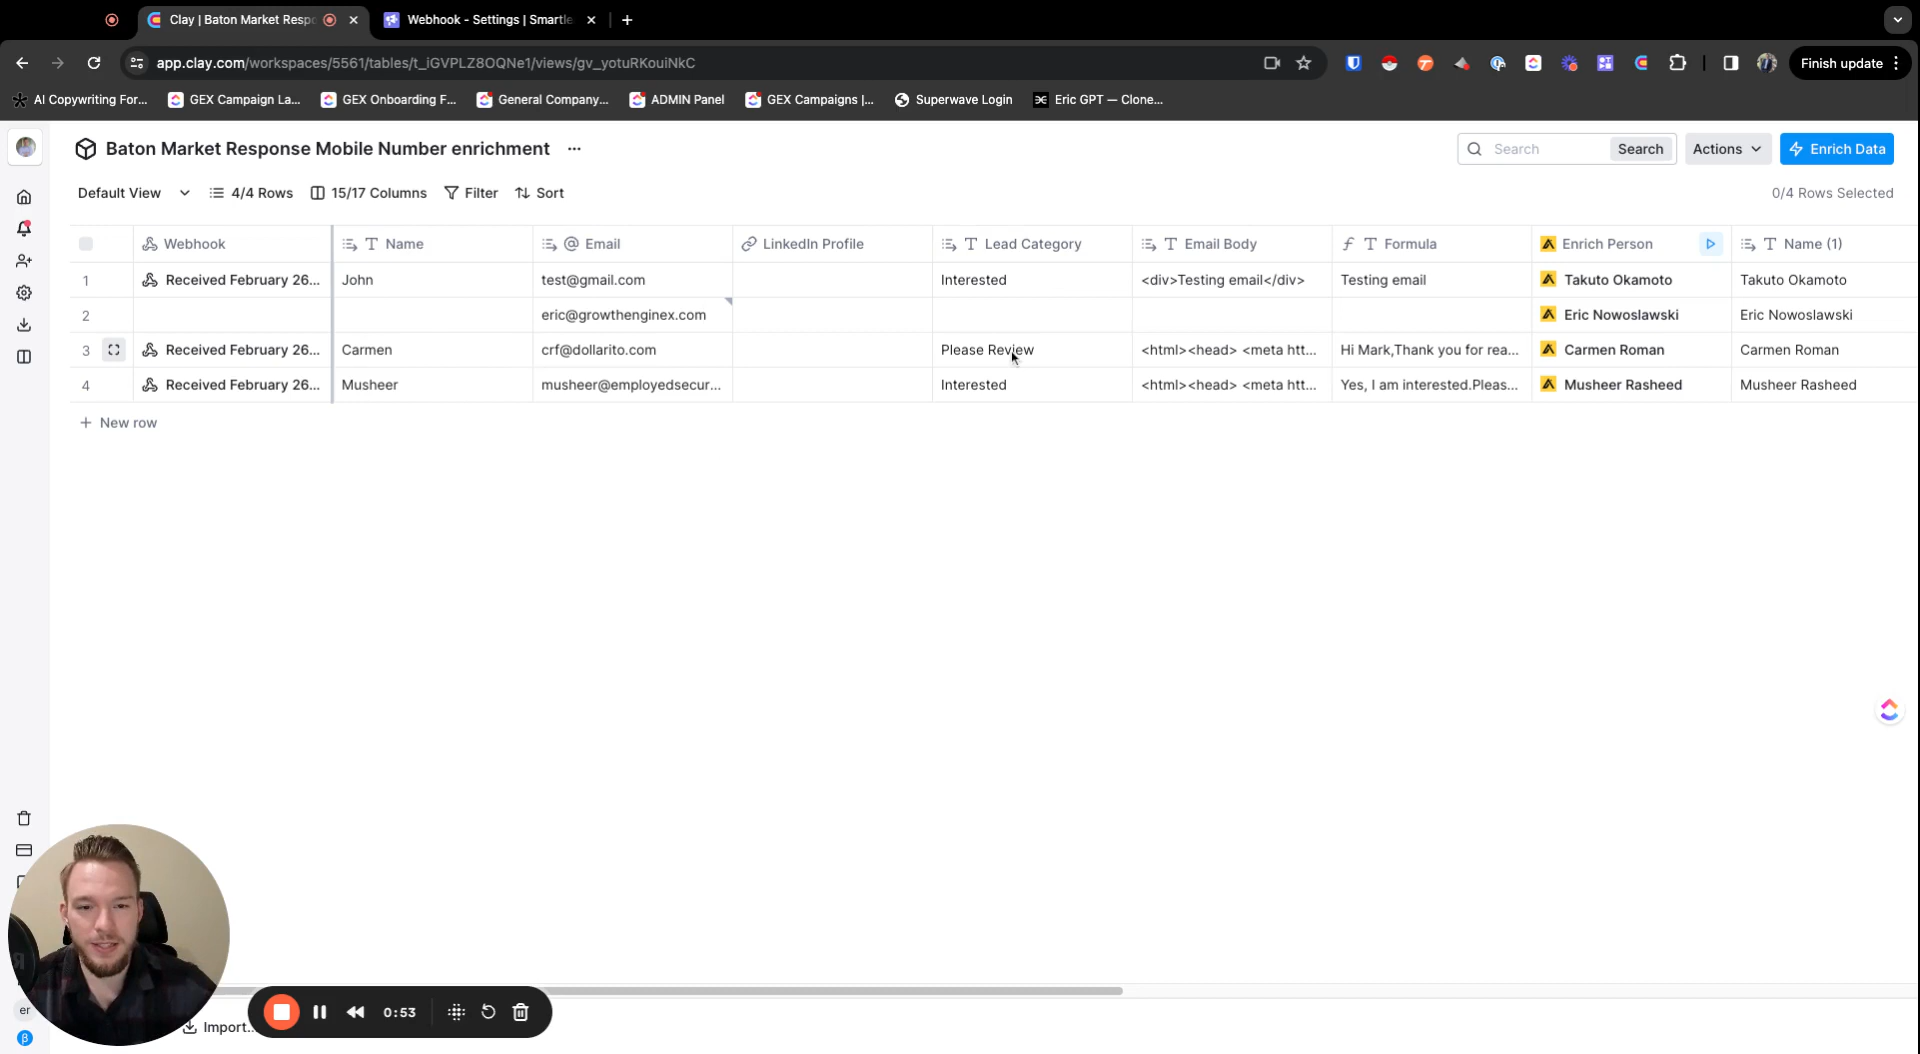 Clay | Baton Market Respo
Webhook - Settings | Smartle
app.clay.com/workspaces/5561/tables/t_iGVPLZ8OQNe1/views/gv_yotuRKouiNkC
Finish update
AI Copywriting For...
GEX Campaign La...
GEX Onboarding F...
General Company...
ADMIN Panel
GEX Campaigns |...
Superwave Login
Eric GPT — Clone...
Baton Market Response Mobile Number enrichment
Search
Search
Actions
Enrich Data
Default View
4/4 Rows
15/17 Columns
Filter
Sort
0/4 Rows Selected
Webhook
Name
Email
LinkedIn Profile
Lead Category
Email Body
Formula
Enrich Person
Name (1)
1 Received February 26... John test@gmail.com Interested <div>Testing email</div> Testing email Takuto Okamoto Takuto Okamoto
2 eric@growthenginex.com Eric Nowoslawski Eric Nowoslawski
3 Received February 26... Carmen crf@dollarito.com Please Review <html><head> <meta htt... Hi Mark,Thank you for rea... Carmen Roman Carmen Roman
4 Received February 26... Musheer musheer@employedsecur... Interested <html><head> <meta htt... Yes, I am interested.Pleas... Musheer Rasheed Musheer Rasheed
+ New row
er
β
0:53
Import...